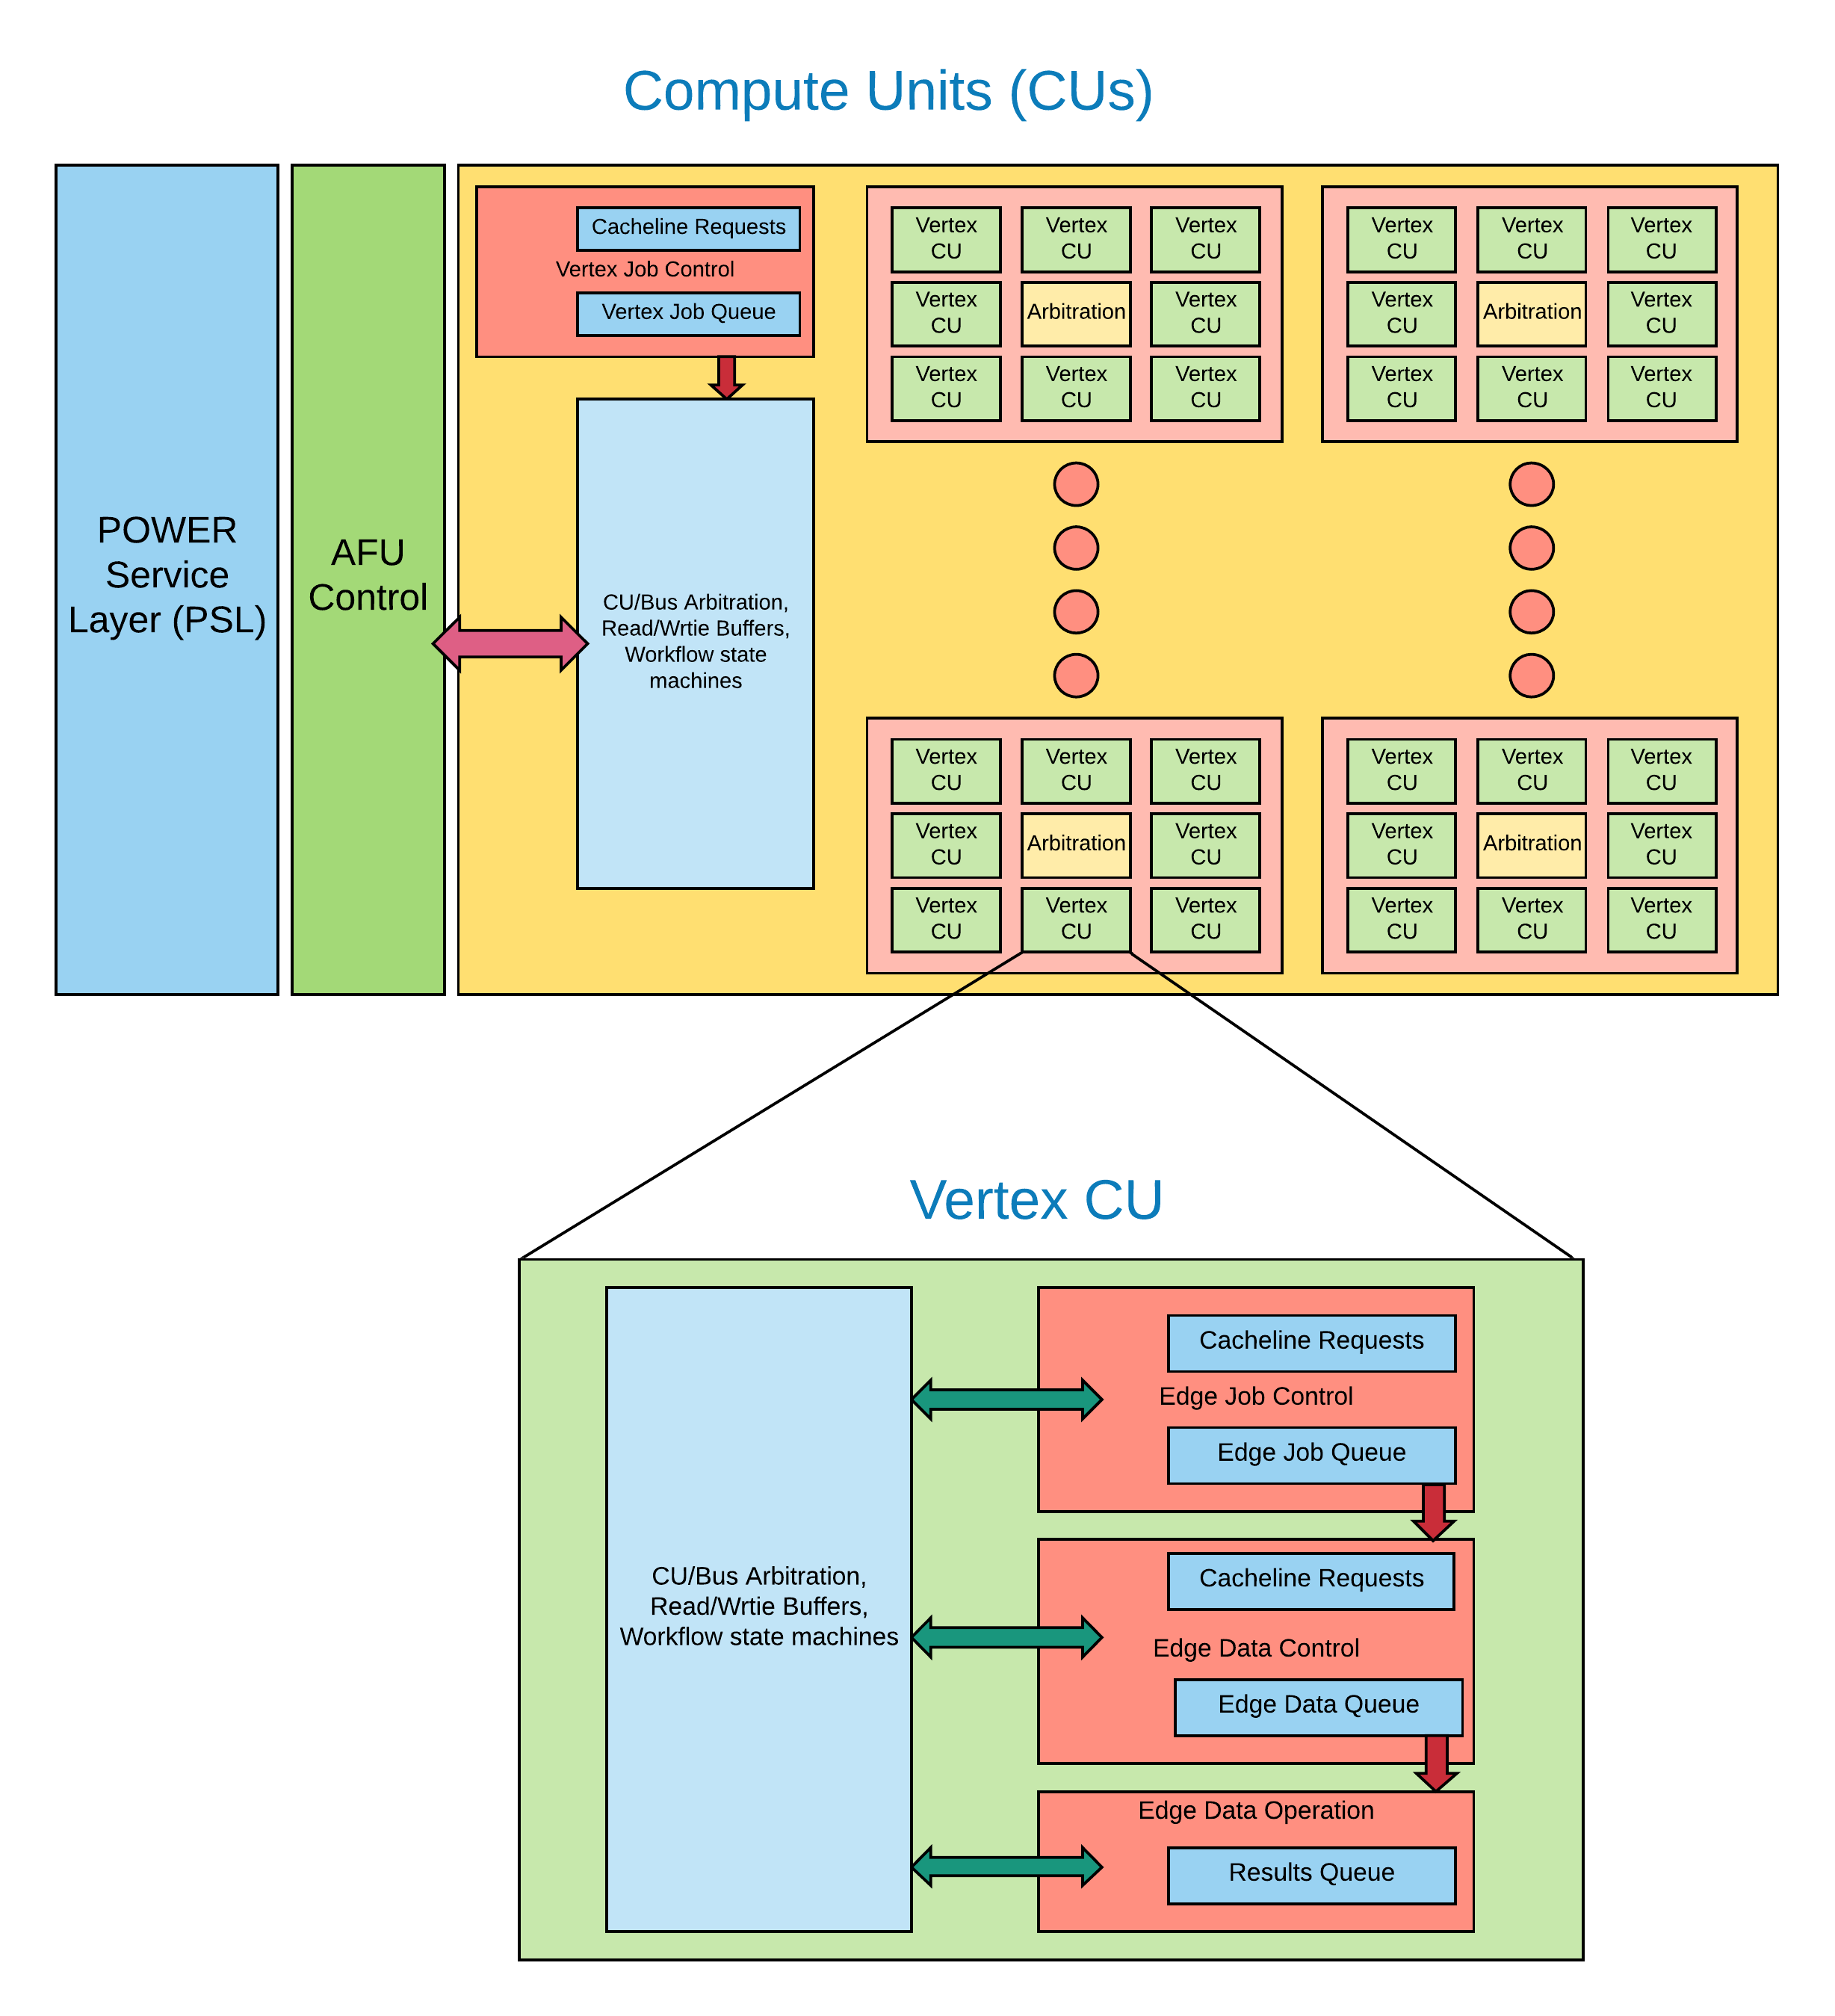 Compute Units (CUs)
POWER
Service
Layer (PSL)
AFU
Control
Cacheline Requests
Vertex Job Control
Vertex Job Queue
CU/Bus Arbitration,
Read/Wrtie Buffers,
Workflow state
machines
Vertex
CU
Vertex
CU
Vertex
CU
Vertex
CU
Arbitration
Vertex
CU
Vertex
CU
Vertex
CU
Vertex
CU
Vertex
CU
Vertex
CU
Vertex
CU
Vertex
CU
Arbitration
Vertex
CU
Vertex
CU
Vertex
CU
Vertex
CU
Vertex
CU
Vertex
CU
Vertex
CU
Vertex
CU
Arbitration
Vertex
CU
Vertex
CU
Vertex
CU
Vertex
CU
Vertex
CU
Vertex
CU
Vertex
CU
Vertex
CU
Arbitration
Vertex
CU
Vertex
CU
Vertex
CU
Vertex
CU
Vertex CU
CU/Bus Arbitration,
Read/Wrtie Buffers,
Workflow state machines
Cacheline Requests
Edge Job Control
Edge Job Queue
Cacheline Requests
Edge Data Control
Edge Data Queue
Edge Data Operation
Results Queue